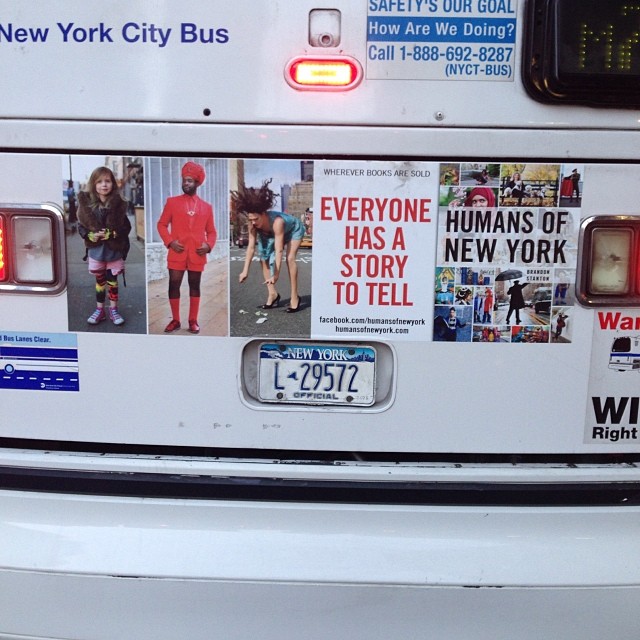 New York City Bus
SAFETY'S OUR GOAL
How Are We Doing?
Call 1-888-692-8287
(NYCT-BUS)
WHEREVER BOOKS ARE SOLD
EVERYONE
HAS A
STORY
TO TELL
facebook.com/humansofnewyork
humansofnewyork.com
HUMANS OF
NEW YORK
BRANDON
STANTON
Bus Lanes Clear.
NEW YORK
L 29572
OFFICIAL
War
WI
Right